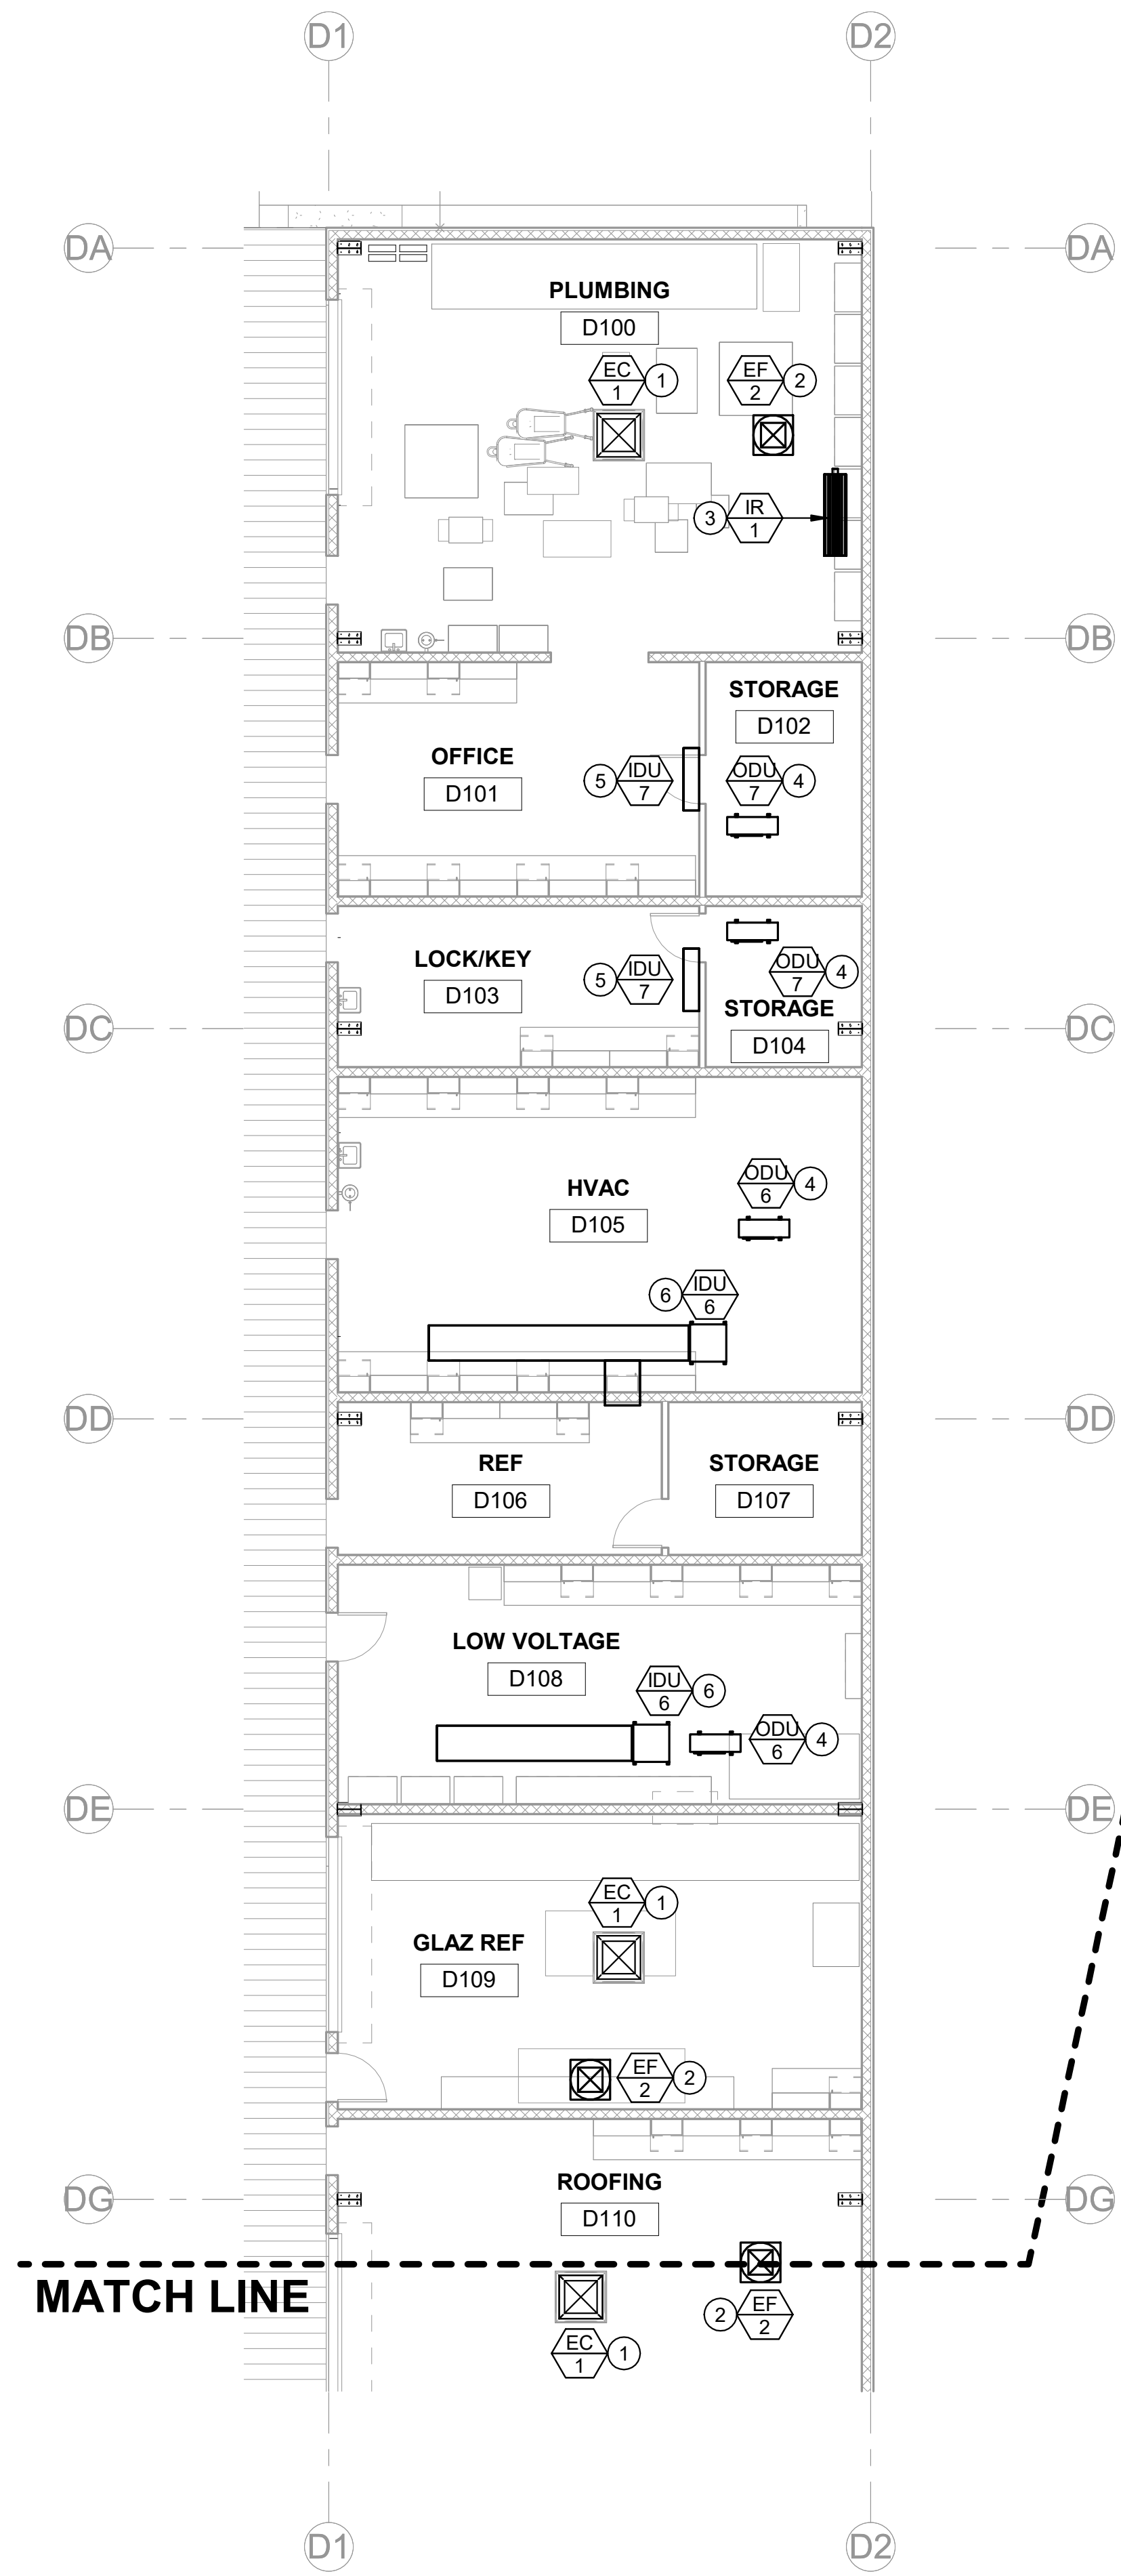 D1 D2
DA DA
PLUMBING
D100
EC
1
1
EF
2
2
3
IR
1
DB DB
STORAGE
D102
OFFICE
D101
5
IDU
7
ODU
7
4
LOCK/KEY
D103
5
IDU
7
ODU
7
4
STORAGE
D104
DC DC
HVAC
D105
ODU
6
4
6
IDU
6
DD DD
REF
D106
STORAGE
D107
LOW VOLTAGE
D108
IDU
6
6
ODU
6
4
DE DE
EC
1
1
GLAZ REF
D109
EF
2
2
ROOFING
D110
DG DG
MATCH LINE
2
EF
2
EC
1
1
D1 D2